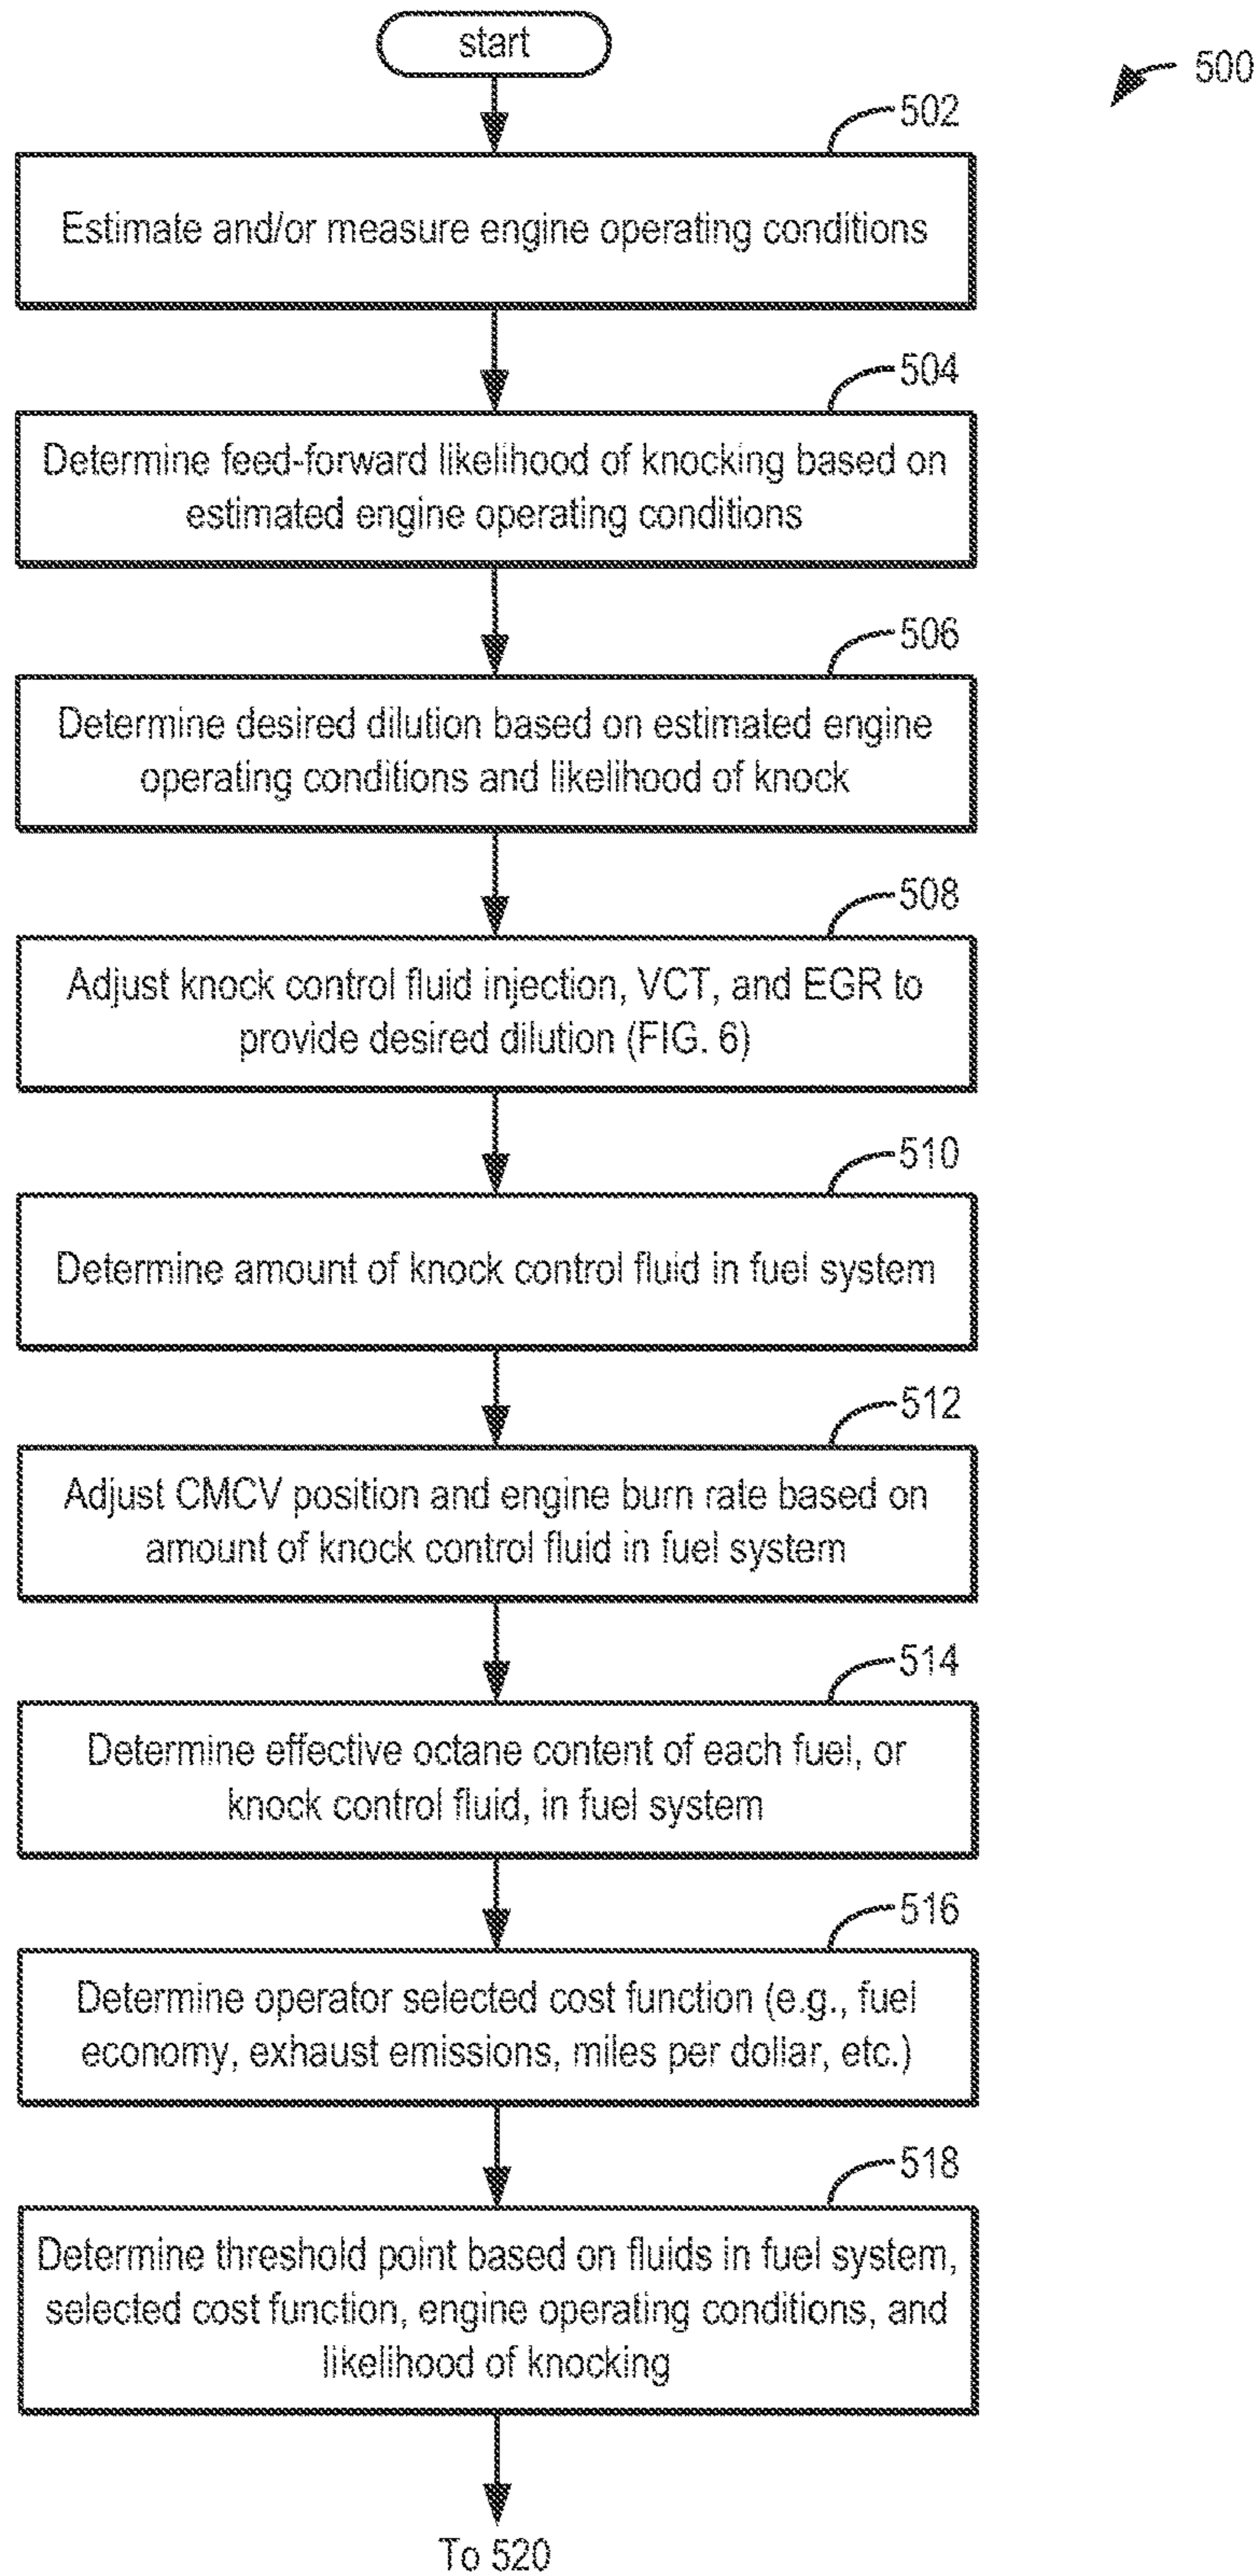 start
500
502
Estimate and/or measure engine operating conditions
504
Determine feed-forward likelihood of knocking based on
estimated engine operating conditions
506
Determine desired dilution based on estimated engine
operating conditions and likelihood of knock
508
Adjust knock control fluid injection, VCT, and EGR to
provide desired dilution (FIG. 6)
510
Determine amount of knock control fluid in fuel system
512
Adjust CMCV position and engine burn rate based on
amount of knock control fluid in fuel system
514
Determine effective octane content of each fuel, or
knock control fluid, in fuel system
516
Determine operator selected cost function (e.g., fuel
economy, exhaust emissions, miles per dollar, etc.)
518
Determine threshold point based on fluids in fuel system,
selected cost function, engine operating conditions, and
likelihood of knocking
To 520